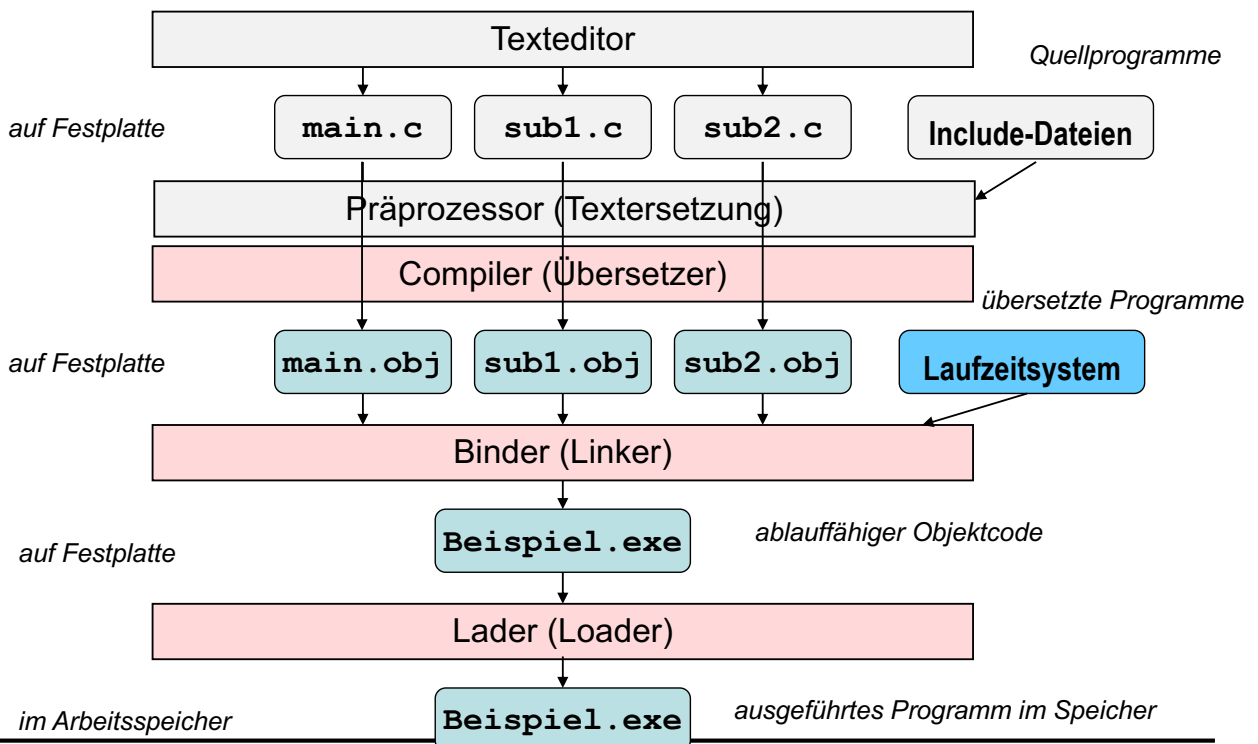 Texteditor
Quellprogramme
auf Festplatte
main.c
sub1.c
sub2.c
Include-Dateien
Präprozessor (Textersetzung)
Compiler (Übersetzer)
übersetzte Programme
auf Festplatte
main.obj
sub1.obj
sub2.obj
Laufzeitsystem
Binder (Linker)
auf Festplatte
Beispiel.exe
ablauffähiger Objektcode
Lader (Loader)
im Arbeitsspeicher
Beispiel.exe
ausgeführtes Programm im Speicher